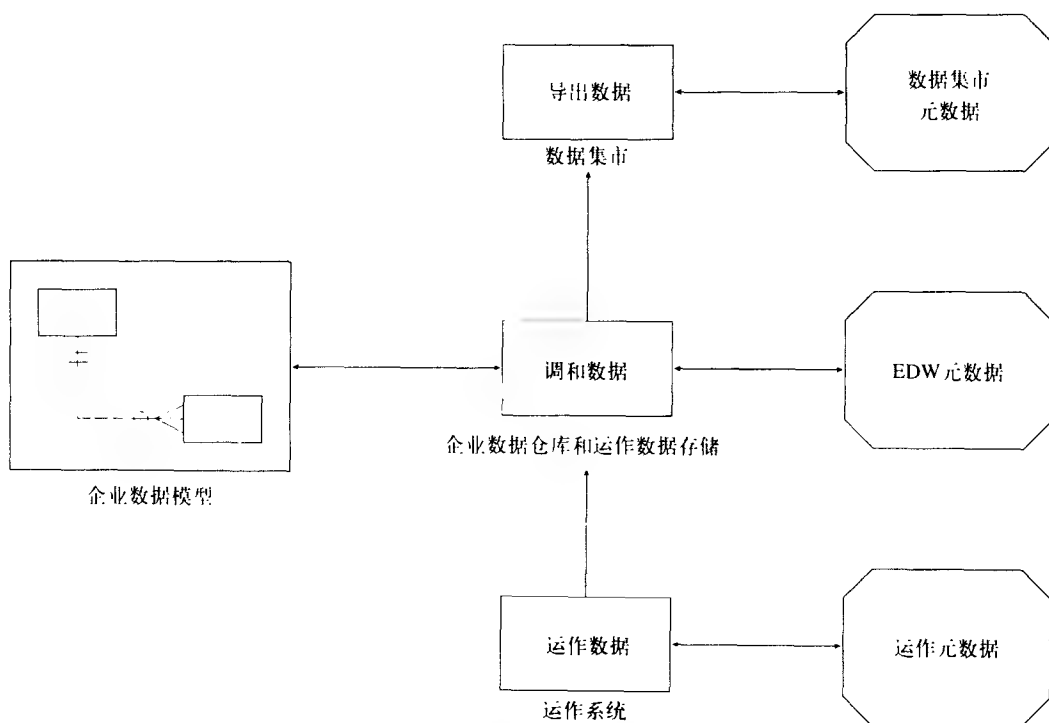 导出数据
数据集市
数据集市
元数据
调和数据
EDW元数据
企业数据仓库和运作数据存储
企业数据模型
运作数据
运作元数据
运作系统